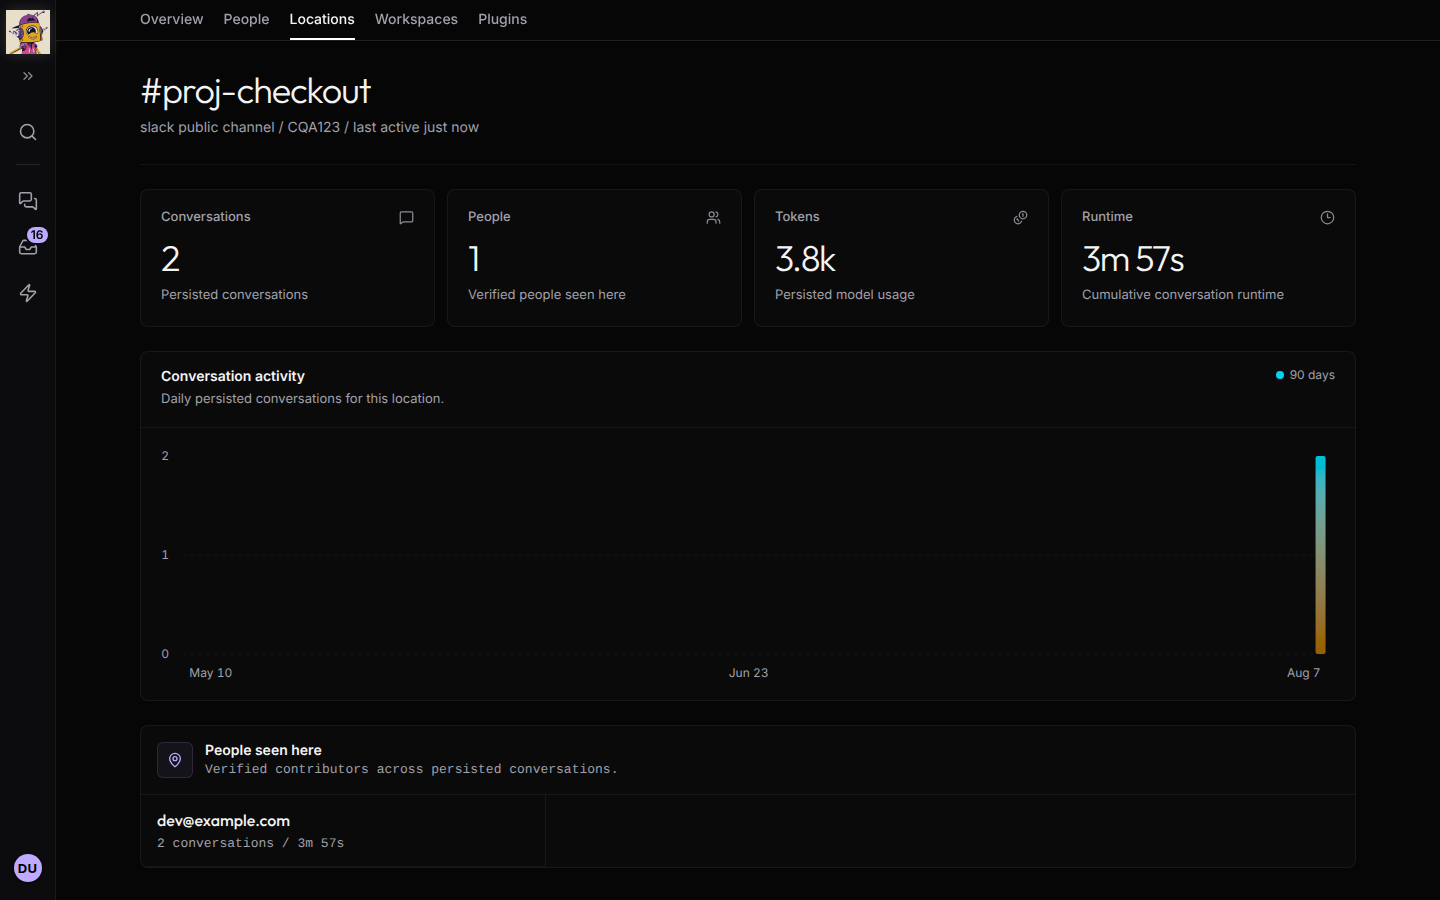 Overview People Locations Workspaces Plugins
#proj-checkout
slack public channel / CQA123 / last active just now
16
Conversations
2
Persisted conversations
People
1
Verified people seen here
Tokens
3.8k
Persisted model usage
Runtime
3m 57s
Cumulative conversation runtime
Conversation activity
90 days
Daily persisted conversations for this location.
2
1
0
May 10 Jun 23 Aug 7
People seen here
Verified contributors across persisted conversations.
dev@example.com
2 conversations / 3m 57s
DU